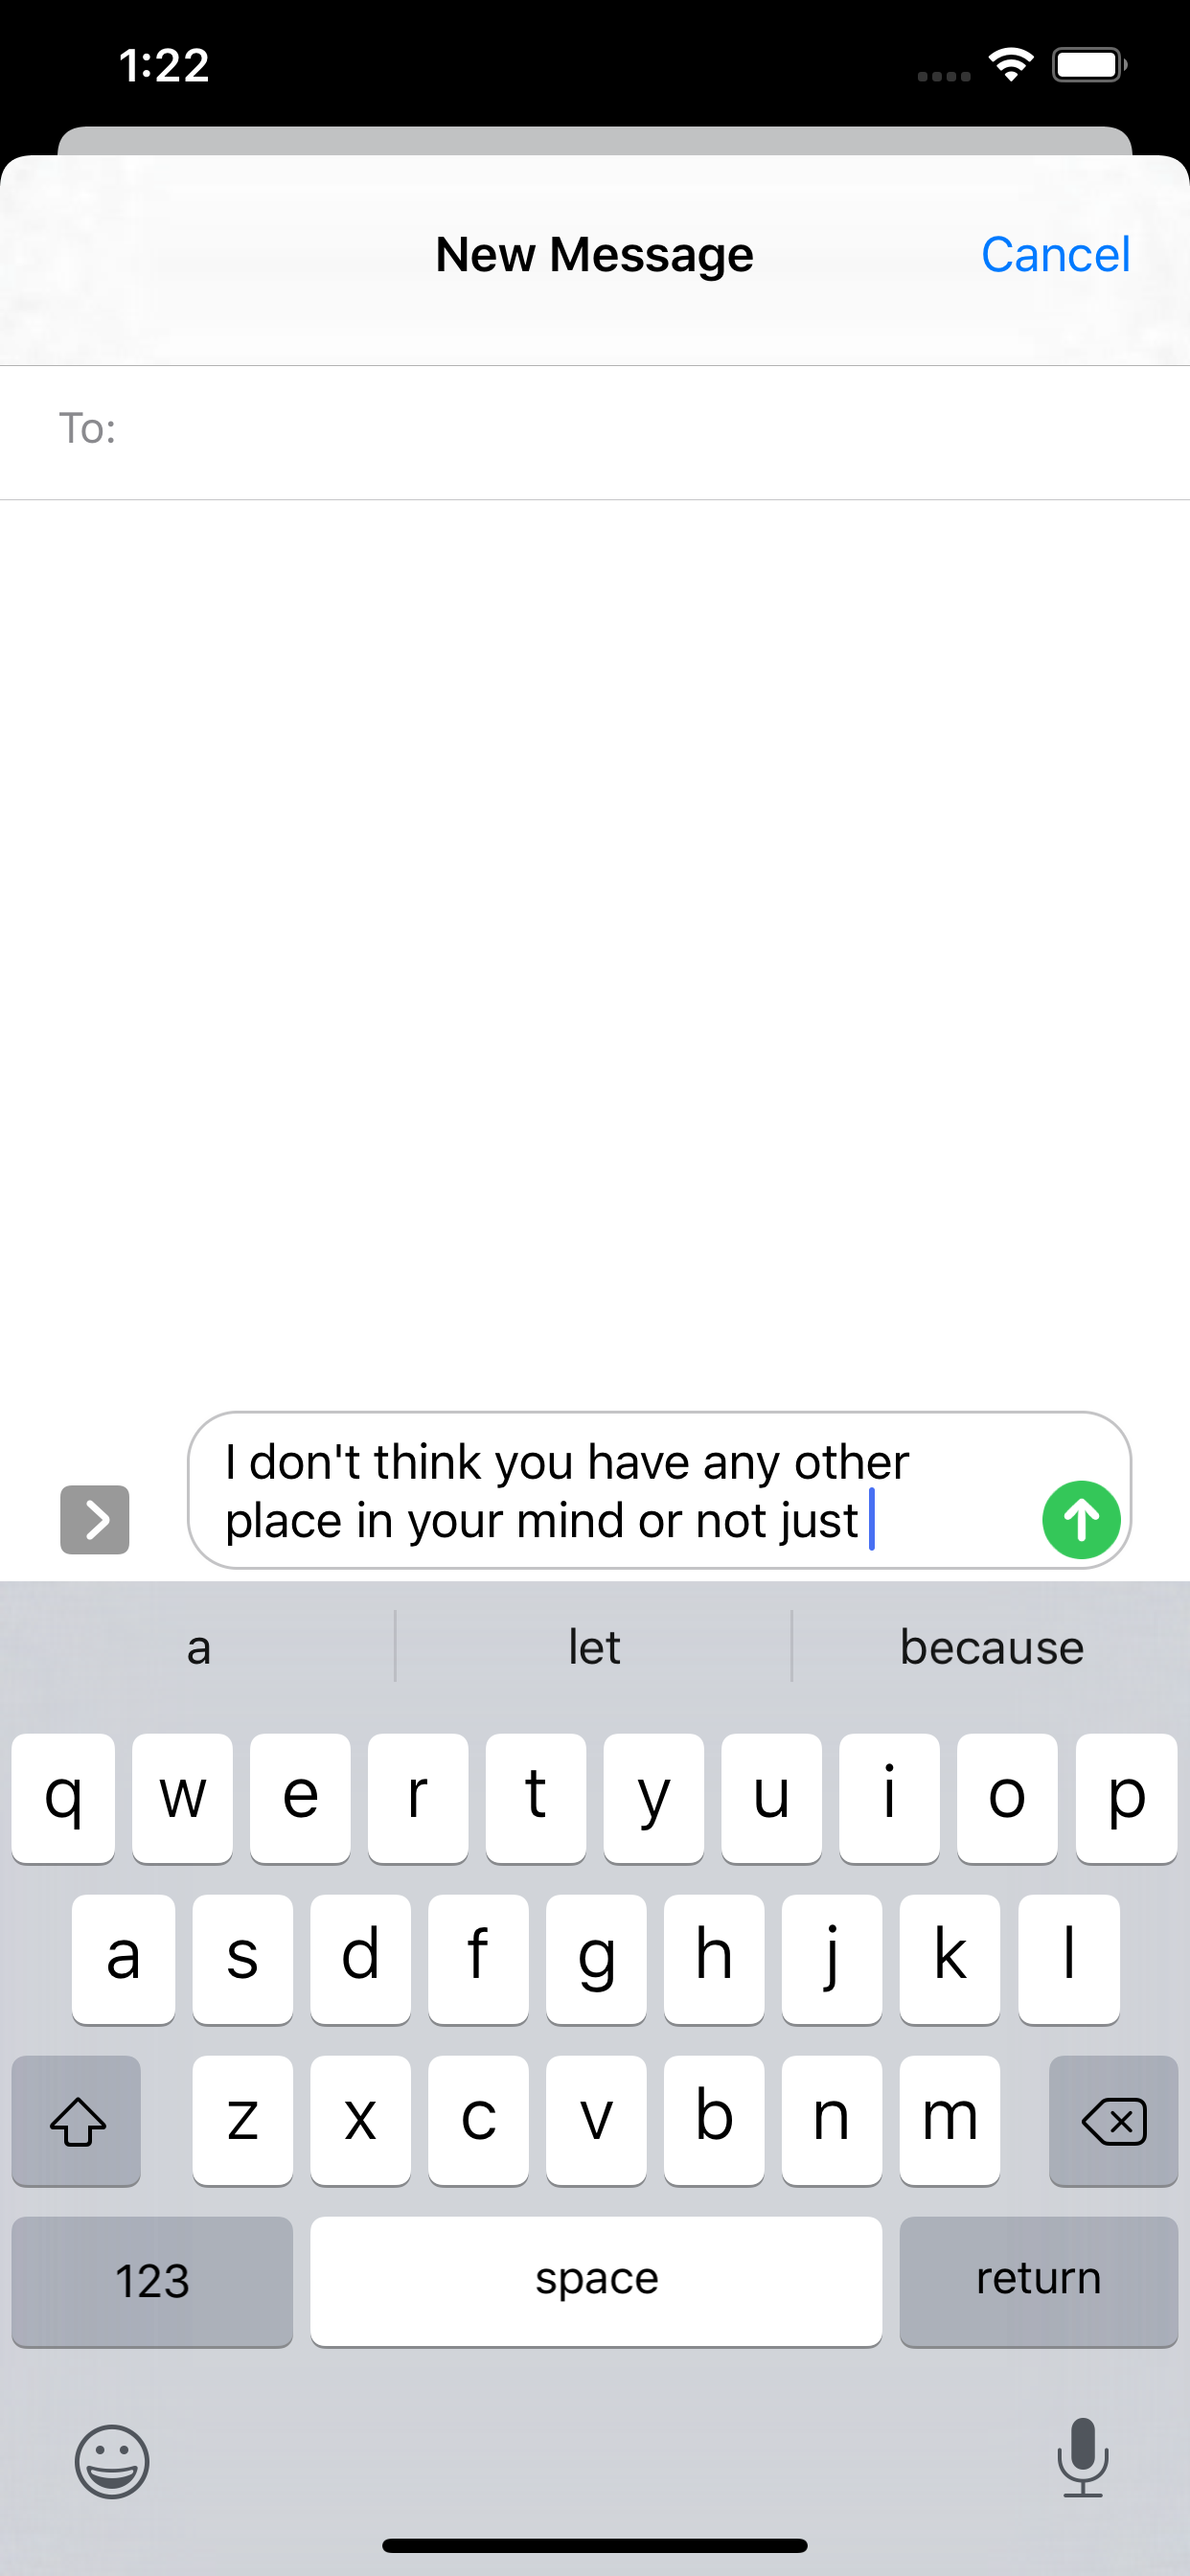 1:22
New Message
Cancel
To:
I don't think you have any other
place in your mind or not just
a let because
q w e r t y u i o p
a s d f g h j k l
z x c v b n m
123 space return